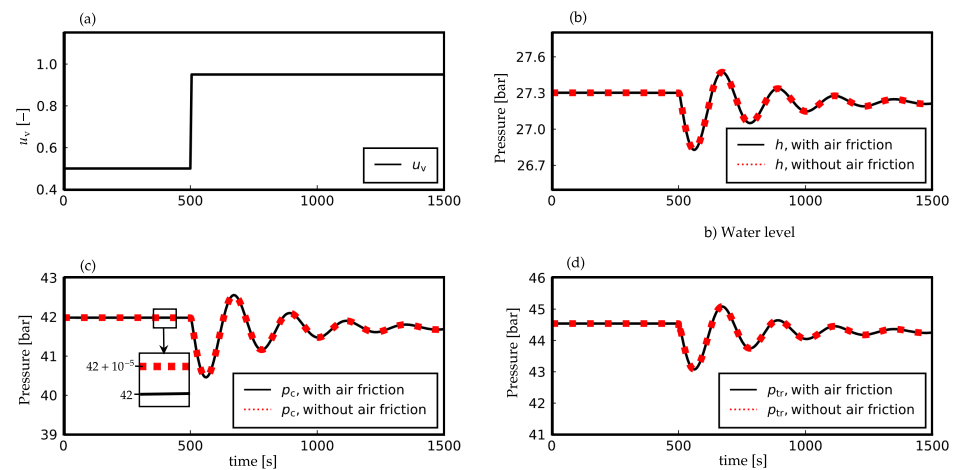 (a)
1.0
0.8
0.6
0.4
u_v [−]
u_v
0 500 1000 1500
(b)
27.6
27.3
27.0
26.7
Pressure [bar]
h, with air friction
h, without air friction
0 500 1000 1500
b) Water level
(c)
43
42
41
40
39
Pressure [bar]
42 + 10⁻⁵
42
p_c, with air friction
p_c, without air friction
0 500 1000 1500
time [s]
(d)
46
45
44
43
42
41
Pressure [bar]
p_tr, with air friction
p_tr, without air friction
0 500 1000 1500
time [s]